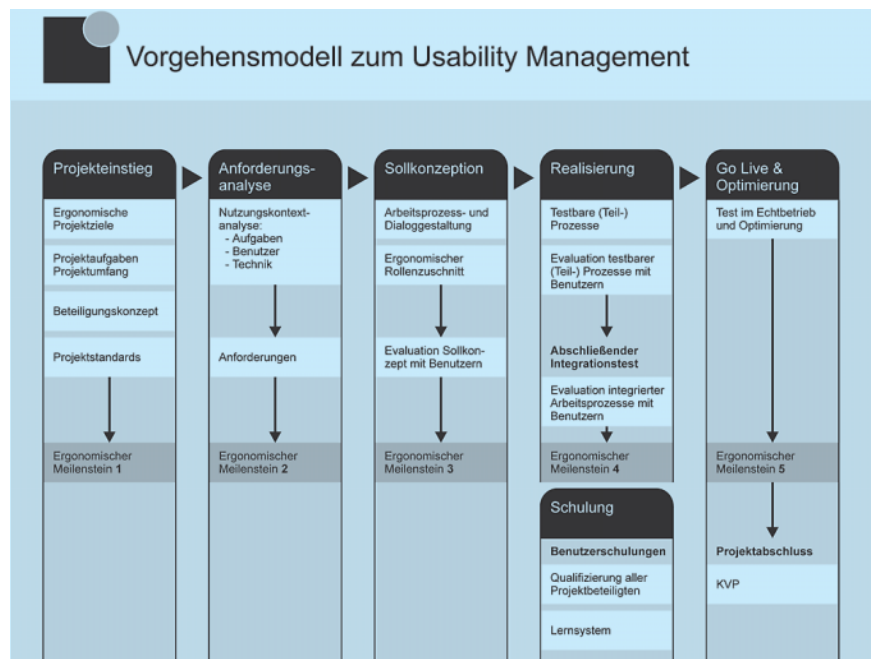 Vorgehensmodell zum Usability Management
Projekteinstieg
Ergonomische
Projektziele
Projektaufgaben
Projektumfang
Beteiligungskonzept
Projektstandards
Ergonomischer
Meilenstein 1
Anforderungs-
analyse
Nutzungskontext-
analyse:
- Aufgaben
- Benutzer
- Technik
Anforderungen
Ergonomischer
Meilenstein 2
Sollkonzeption
Arbeitsprozess- und
Dialoggestaltung
Ergonomischer
Rollenzuschnitt
Evaluation Sollkon-
zept mit Benutzern
Ergonomischer
Meilenstein 3
Realisierung
Testbare (Teil-)
Prozesse
Evaluation testbarer
(Teil-) Prozesse mit
Benutzern
Abschließender
Integrationstest
Evaluation integrierter
Arbeitsprozesse mit
Benutzern
Ergonomischer
Meilenstein 4
Schulung
Benutzerschulungen
Qualifizierung aller
Projektbeteiligten
Lernsystem
Go Live &
Optimierung
Test im Echtbetrieb
und Optimierung
Ergonomischer
Meilenstein 5
Projektabschluss
KVP